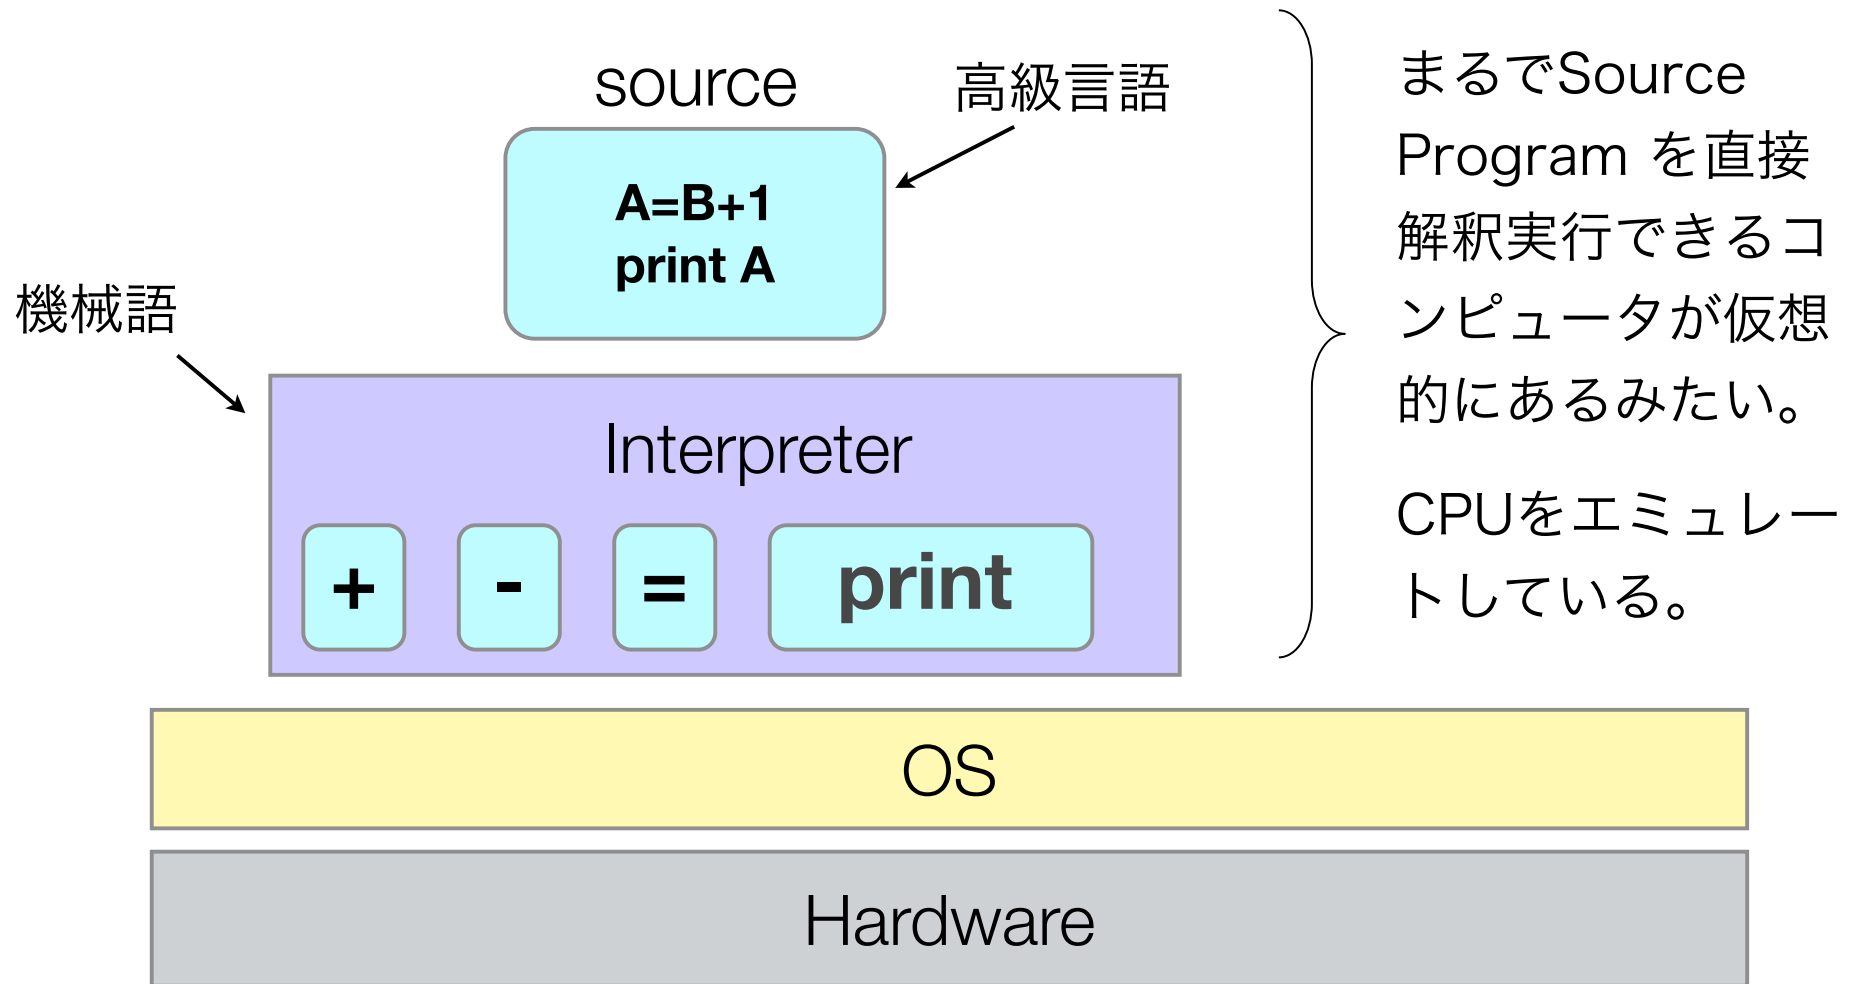 source
高級言語
A=B+1
print A
機械語
Interpreter
+ - = print
OS
Hardware
まるでSource
Program を直接
解釈実行できるコ
ンピュータが仮想
的にあるみたい。
CPUをエミュレー
トしている。